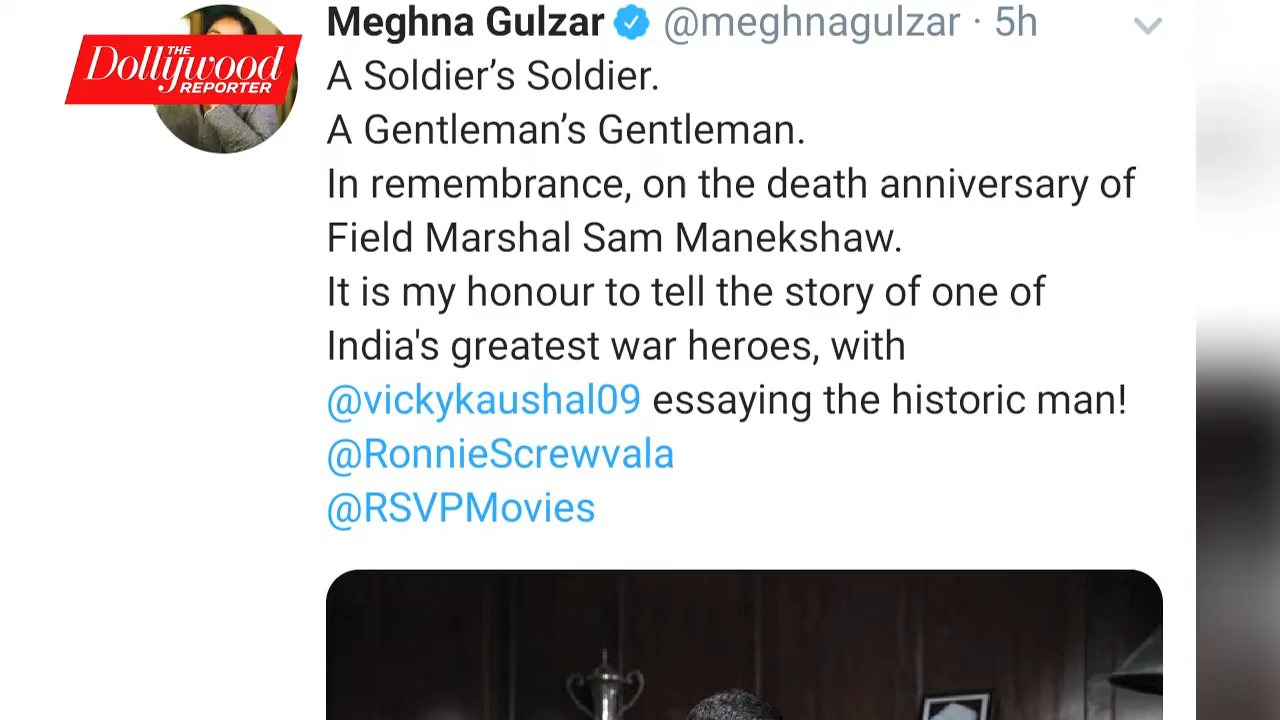 THE
Dollywood
REPORTER
Meghna Gulzar @meghnagulzar · 5h
A Soldier’s Soldier.
A Gentleman’s Gentleman.
In remembrance, on the death anniversary of
Field Marshal Sam Manekshaw.
It is my honour to tell the story of one of
India's greatest war heroes, with
@vickykaushal09 essaying the historic man!
@RonnieScrewvala
@RSVPMovies